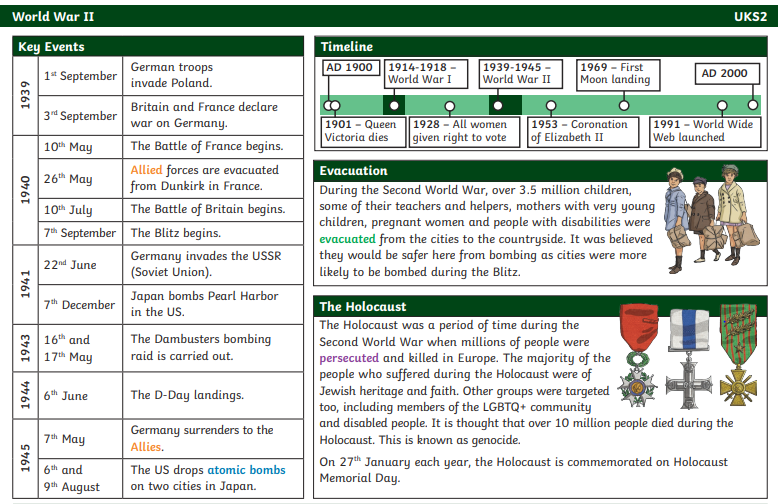 World War II
UKS2
Key Events
1939
1st September
German troops
invade Poland.
3rd September
Britain and France declare
war on Germany.
1940
10th May
The Battle of France begins.
26th May
Allied forces are evacuated
from Dunkirk in France.
10th July
The Battle of Britain begins.
7th September
The Blitz begins.
1941
22nd June
Germany invades the USSR
(Soviet Union).
7th December
Japan bombs Pearl Harbor
in the US.
1943
16th and
17th May
The Dambusters bombing
raid is carried out.
1944
6th June
The D-Day landings.
1945
7th May
Germany surrenders to the
Allies.
6th and
9th August
The US drops atomic bombs
on two cities in Japan.
Timeline
AD 1900
1914-1918 –
World War I
1939-1945 –
World War II
1969 – First
Moon landing
AD 2000
1901 – Queen
Victoria dies
1928 – All women
given right to vote
1953 – Coronation
of Elizabeth II
1991 – World Wide
Web launched
Evacuation
During the Second World War, over 3.5 million children,
some of their teachers and helpers, mothers with very young
children, pregnant women and people with disabilities were
evacuated from the cities to the countryside. It was believed
they would be safer here from bombing as cities were more
likely to be bombed during the Blitz.
The Holocaust
The Holocaust was a period of time during the
Second World War when millions of people were
persecuted and killed in Europe. The majority of the
people who suffered during the Holocaust were of
Jewish heritage and faith. Other groups were targeted
too, including members of the LGBTQ+ community
and disabled people. It is thought that over 10 million people died during the
Holocaust. This is known as genocide.
On 27th January each year, the Holocaust is commemorated on Holocaust
Memorial Day.